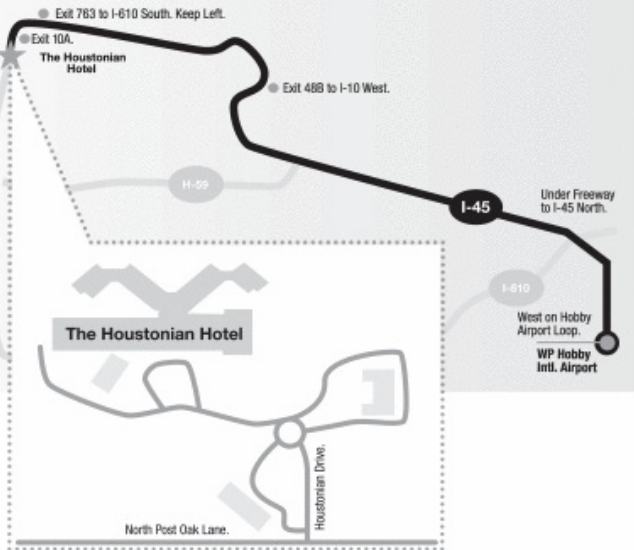 Exit 763 to I-610 South. Keep Left.
Exit 10A.
The Houstonian
Hotel
Exit 48B to I-10 West.
H-59
I-45
Under Freeway
to I-45 North.
I-610
West on Hobby
Airport Loop.
WP Hobby
Intl. Airport
The Houstonian Hotel
Houstonian Drive.
North Post Oak Lane.